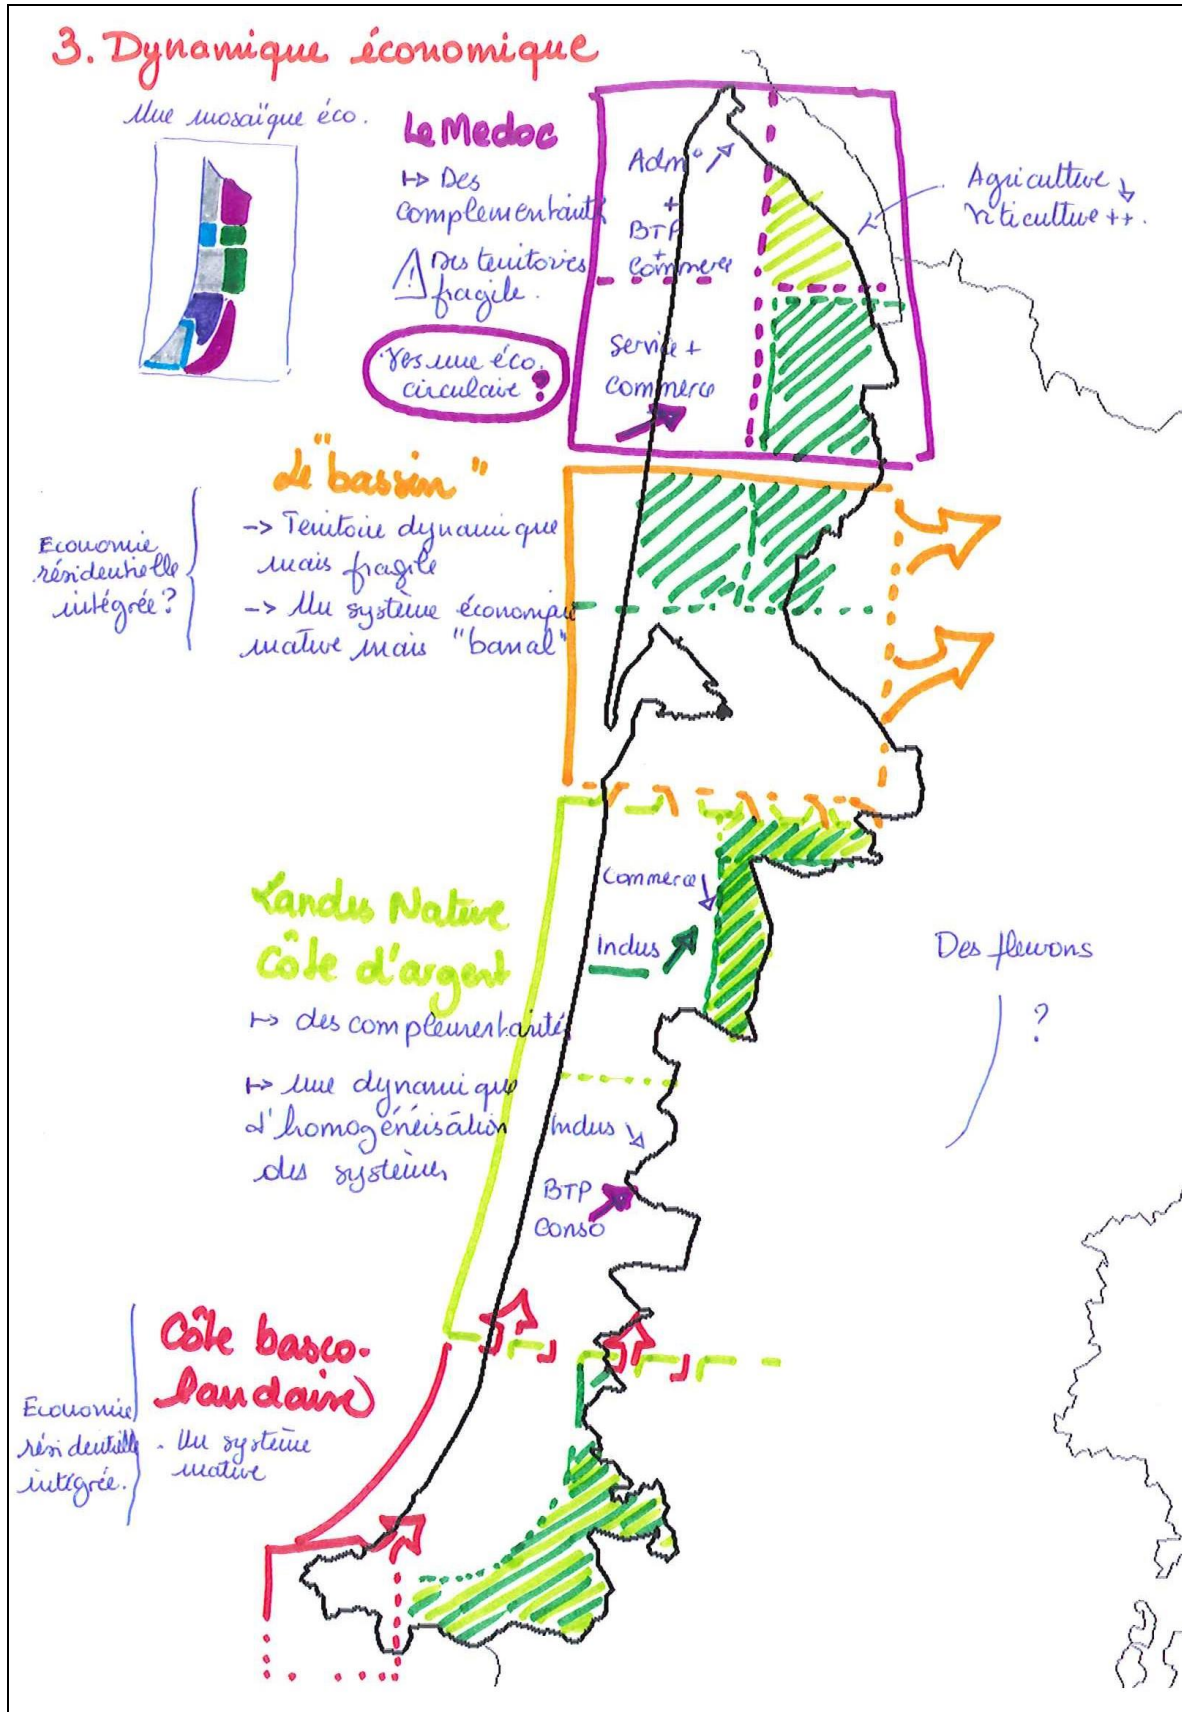 3. Dynamique économique
Une mosaïque éco.
Le Medoc
↦ Des
complementarité
⚠ Des territoires
fragile.
Vers une éco.
circulaire ?
Adm° ↗
+
BTP
+
Commerce
Service +
Commerce
Agriculture ↘
Viticulture ++.
Le "bassin"
-> Territoire dynamique
mais fragile
-> Un système économique
mature mais "banal"
Economie
résidentielle
intégrée ?
Landes Nature
Côte d'argent
↦ des complementarités
↦ Une dynamique
d'homogénéisation
des systèmes
Commerce ↘
Indus ↗
Indus ↘
BTP
Conso
Des fleurons
?
Côte basco-
landaise
. Un système
mature
Economie
résidentielle
intégrée.